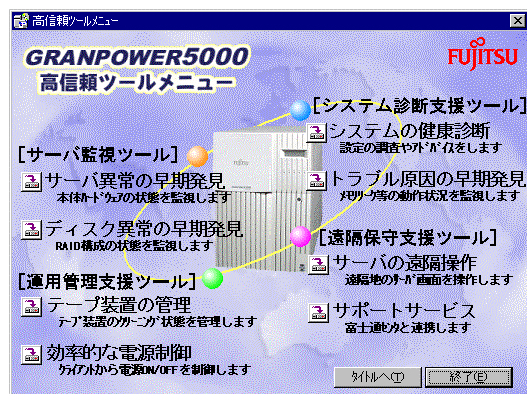 高信頼ツールメニュー
GRANPOWER5000
高信頼ツールメニュー
FUJITSU
[サーバ監視ツール]
サーバ異常の早期発見
本体ハードウェアの状態を監視します
ディスク異常の早期発見
RAID構成の状態を監視します
[運用管理支援ツール]
テープ装置の管理
テープ装置のクリーニング状態を管理します
効率的な電源制御
クライアントから電源ON/OFFを制御します
[システム診断支援ツール]
システムの健康診断
設定の調査やアドバイスをします
トラブル原因の早期発見
メモリリーク等の動作状況を監視します
[遠隔保守支援ツール]
サーバの遠隔操作
遠隔地のサーバ画面を操作します
サポートサービス
富士通センタと連携します
タイトルへ(T)
終了(E)